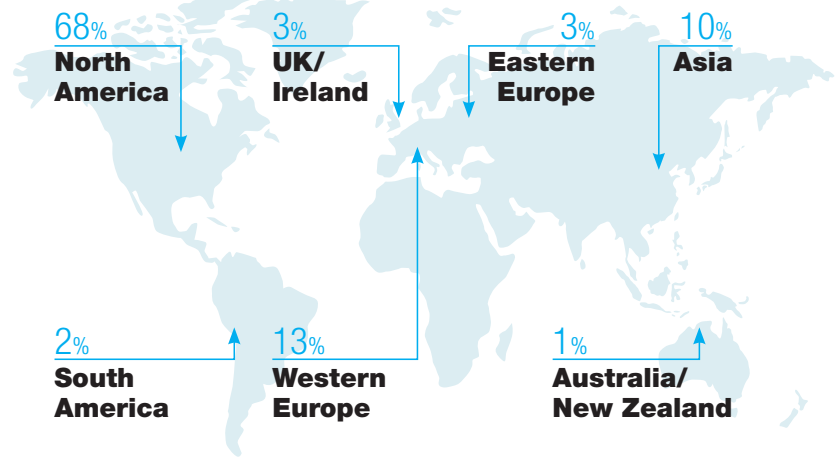 68%
North
America
3%
UK/
Ireland
3%
Eastern
Europe
10%
Asia
2%
South
America
13%
Western
Europe
1%
Australia/
New Zealand